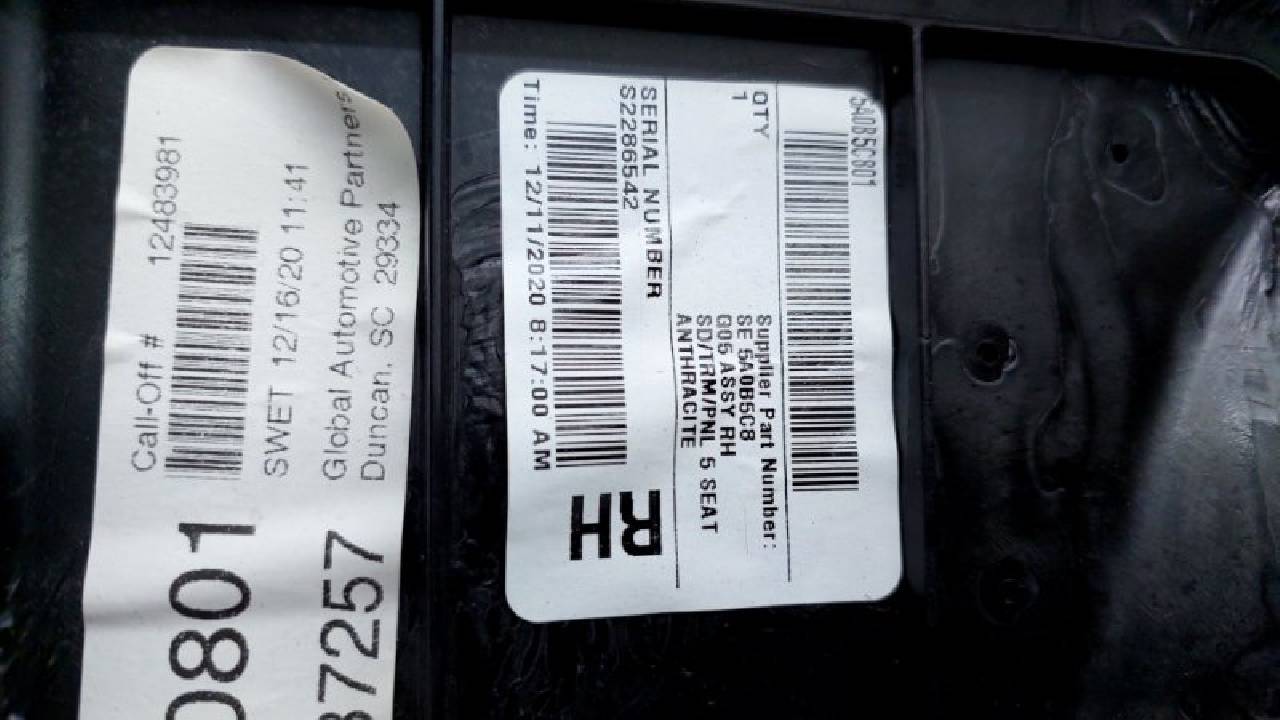 Call-Off # 12483981
SWET 12/16/20 11:41
Global Automotive Partners
Duncan, SC 29334
0801
37257
5A0B5C801
QTY
1
Supplier Part Number:
SE 5A0B5C8
G05 ASSY RH
SD/TRM/PNL 5 SEAT
ANTHRACITE
SERIAL NUMBER
S2286542
RH
Time: 12/11/2020 8:17:00 AM